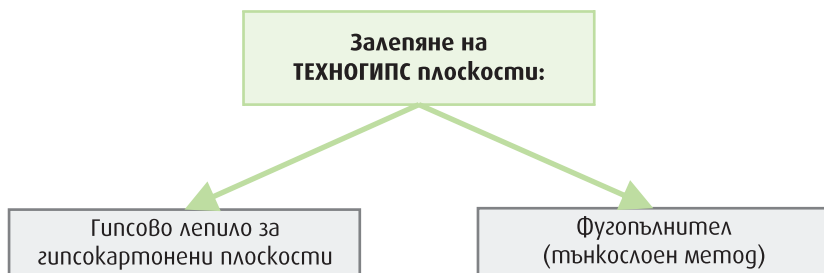 Залепяне на
ТЕХНОГИПС плоскости:
Гипсово лепило за
гипсокартонени плоскости
Фугопълнител
(тънкослоен метод)